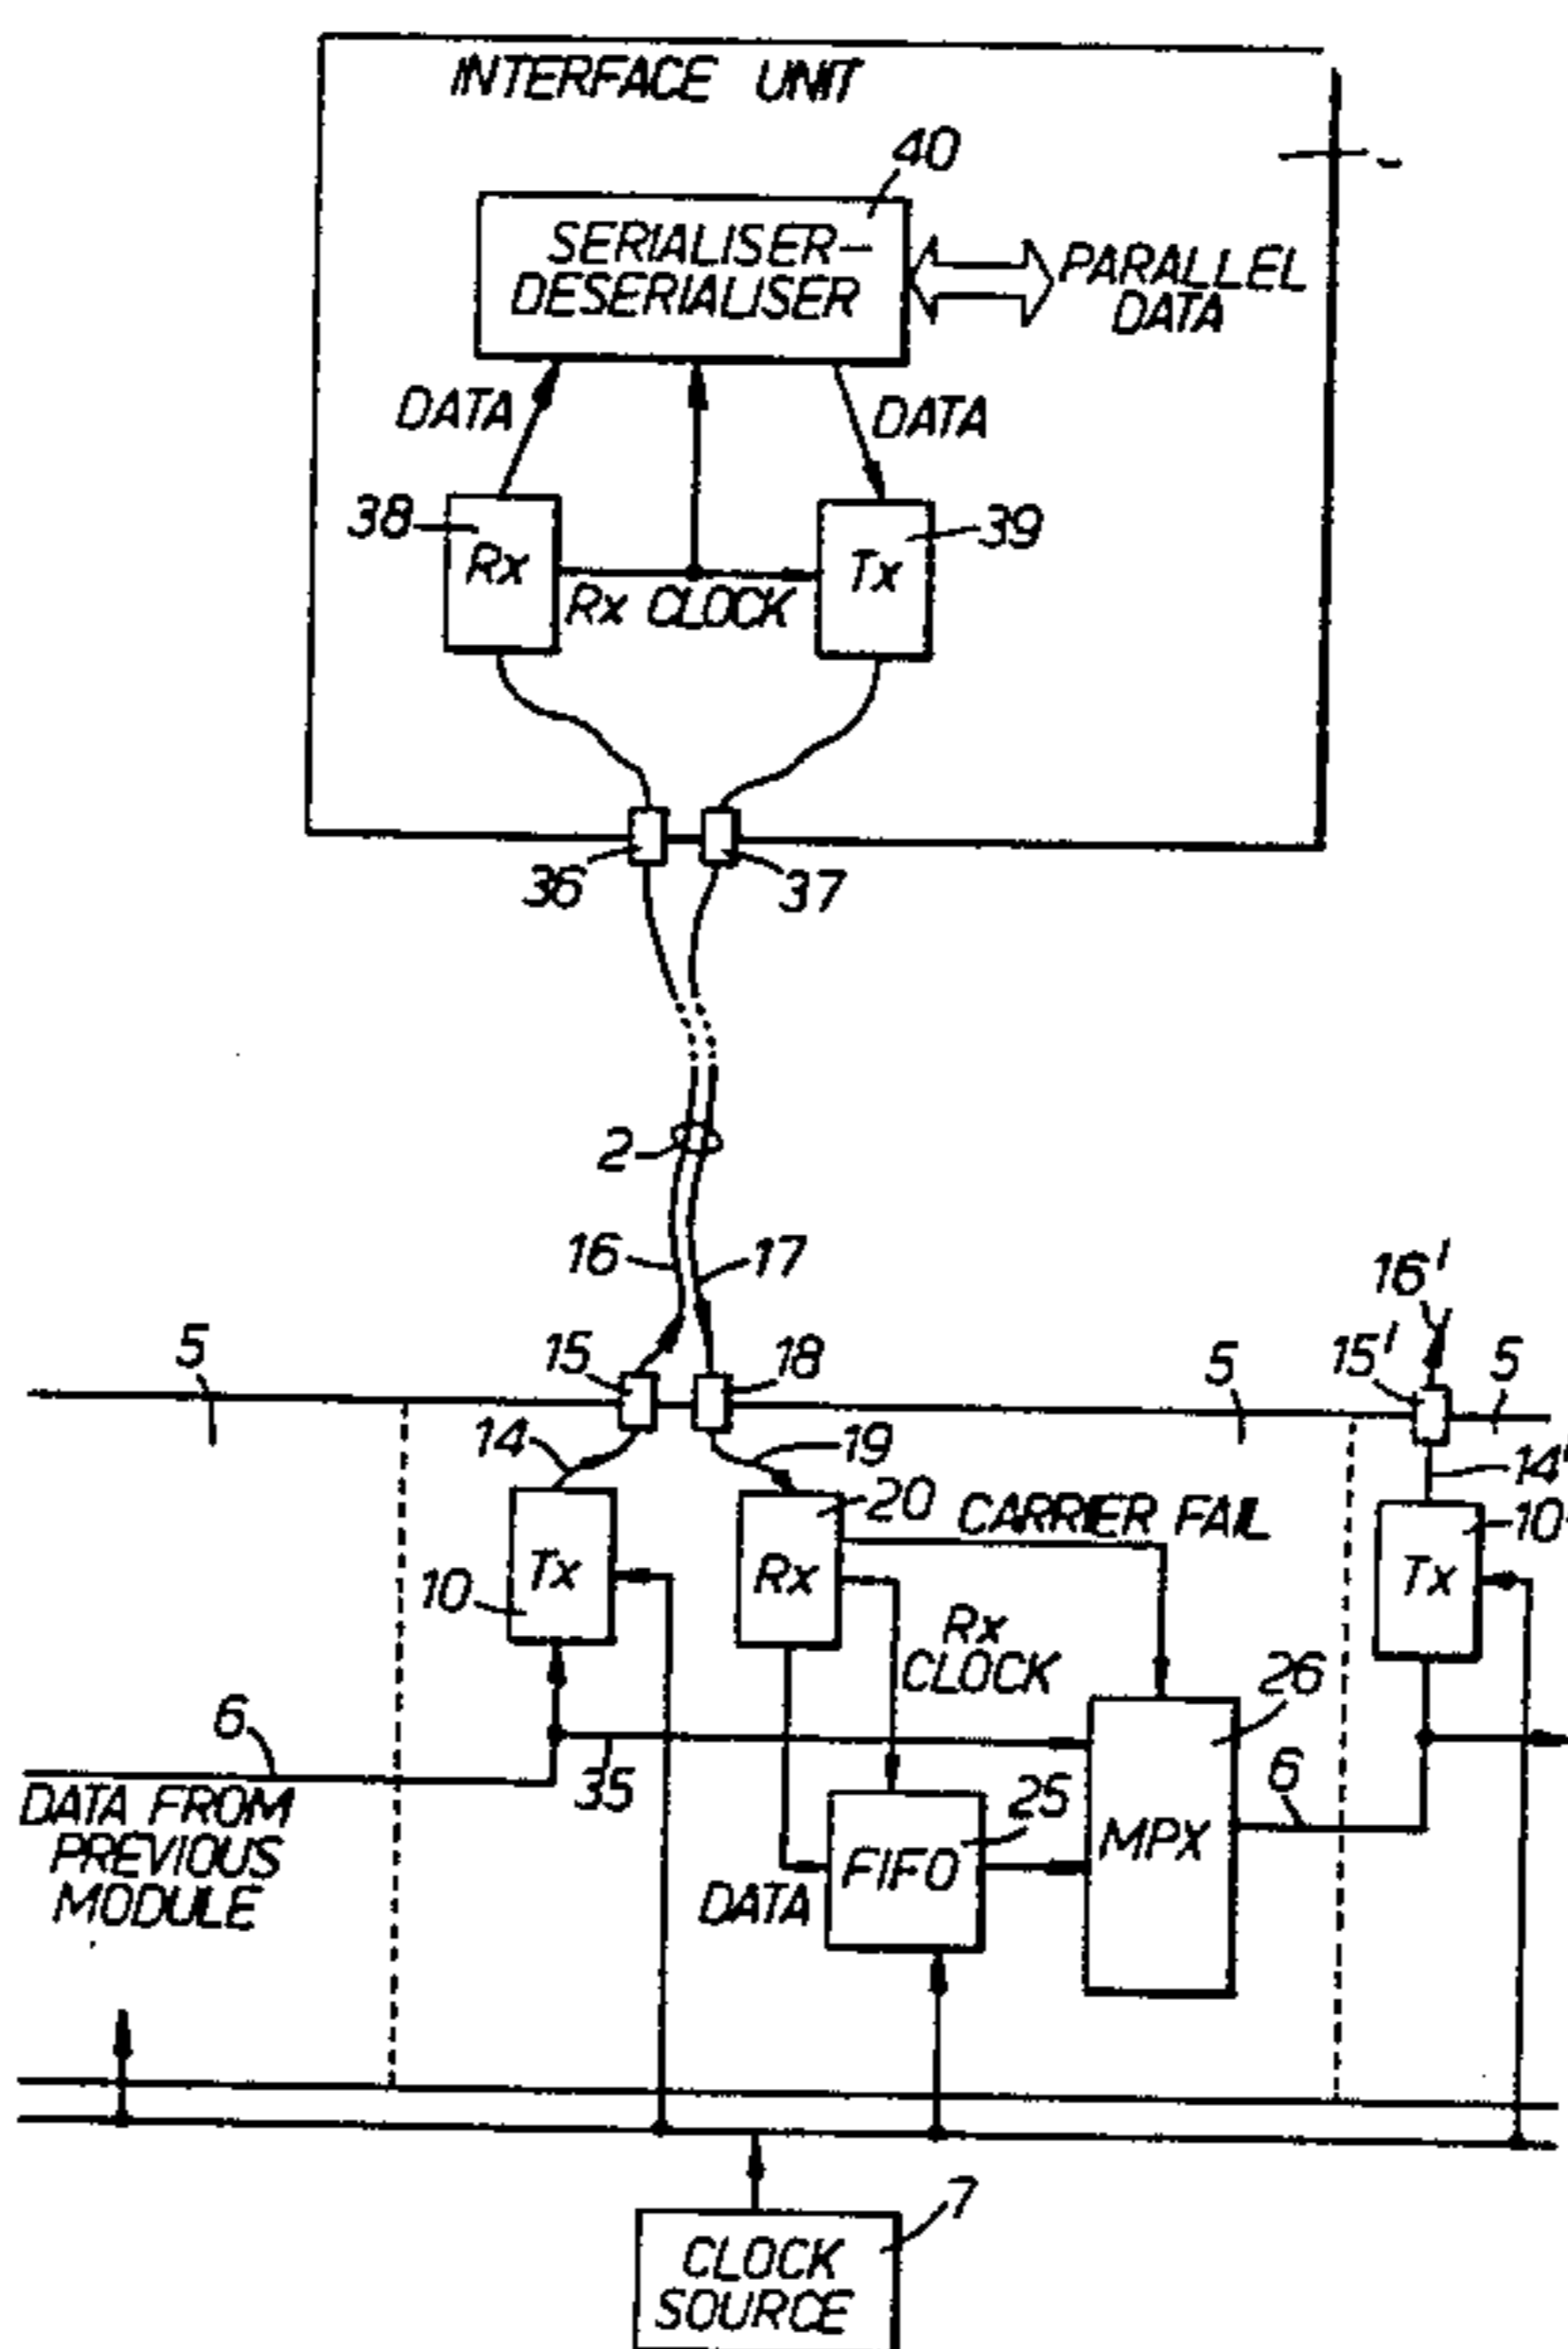 INTERFACE UNIT
40
SERIALISER-
DESERIALISER
PARALLEL
DATA
DATA
DATA
38
Rx
39
Tx
Rx CLOCK
36
37
2
16
17
16'
5
15
18
5
15'
5
14
19
14'
20
CARRIER FAIL
10
Tx
Rx
10'
Tx
Rx
CLOCK
26
6
35
25
6
DATA FROM
PREVIOUS
MODULE
FIFO
MPX
DATA
7
CLOCK
SOURCE